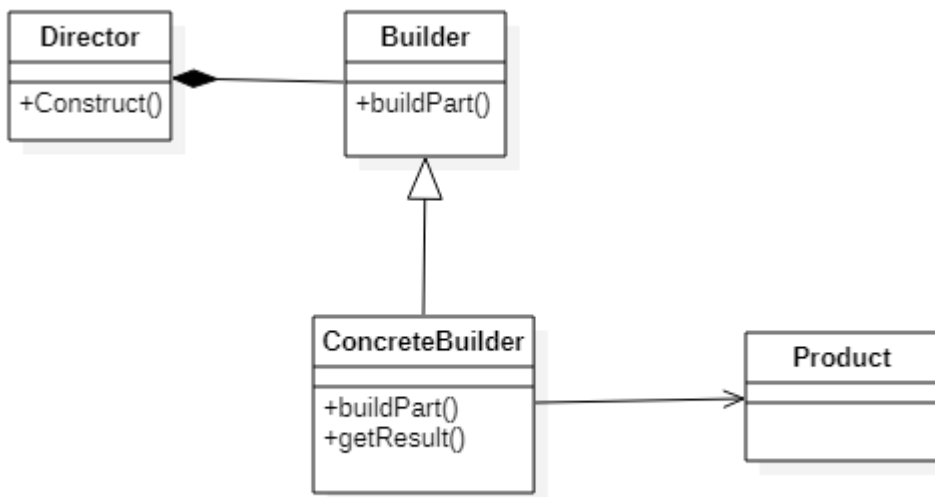 Director
+Construct()
Builder
+buildPart()
ConcreteBuilder
+buildPart()
+getResult()
Product